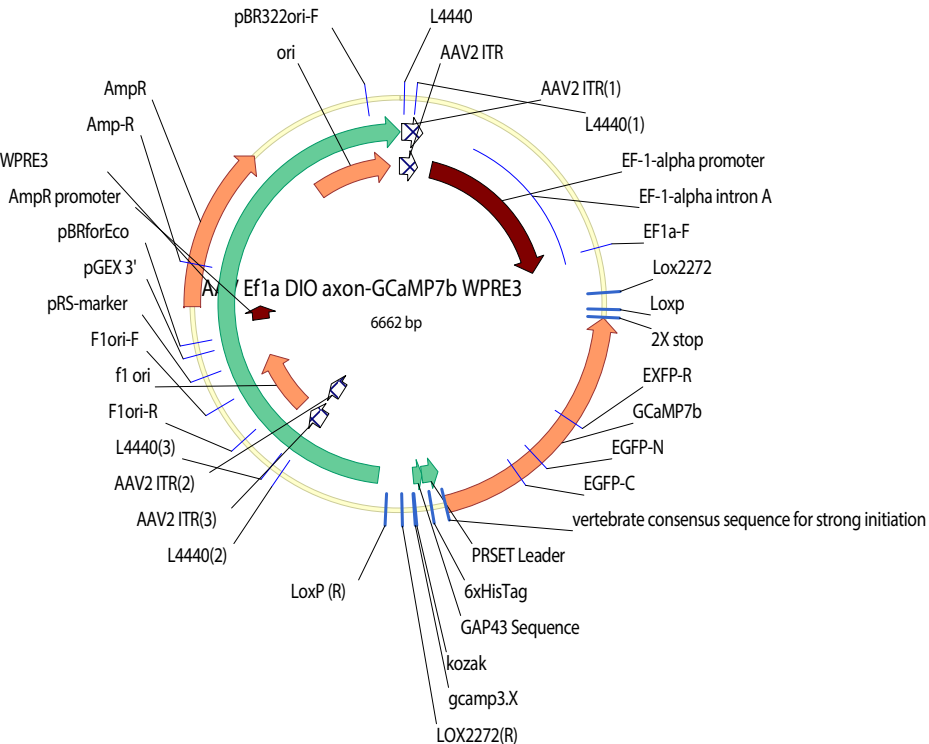 pBR322ori-F
L4440
ori
AAV2 ITR
AmpR
AAV2 ITR(1)
Amp-R
L4440(1)
WPRE3
EF-1-alpha promoter
AmpR promoter
EF-1-alpha intron A
pBRforEco
EF1a-F
pGEX 3'
Lox2272
AAV Ef1a DIO axon-GCaMP7b WPRE3
pRS-marker
Loxp
6662 bp
F1ori-F
2X stop
f1 ori
EXFP-R
F1ori-R
GCaMP7b
L4440(3)
EGFP-N
AAV2 ITR(2)
EGFP-C
AAV2 ITR(3)
vertebrate consensus sequence for strong initiation
L4440(2)
PRSET Leader
LoxP (R)
6xHisTag
GAP43 Sequence
kozak
gcamp3.X
LOX2272(R)